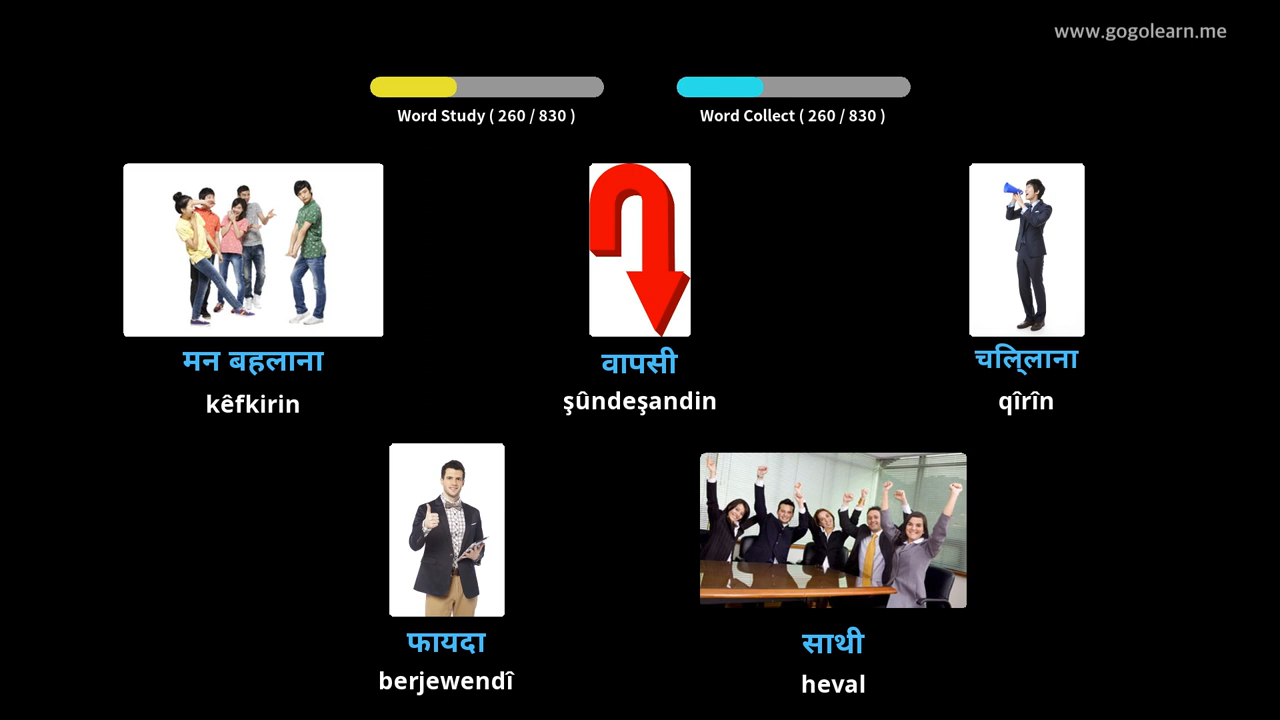 www.gogolearn.me
Word Study ( 260 / 830 )
Word Collect ( 260 / 830 )
मन बहलाना
वापसी
चलि्लाना
kêfkirin
şûndeşandin
qîrîn
फायदा
साथी
berjewendî
heval